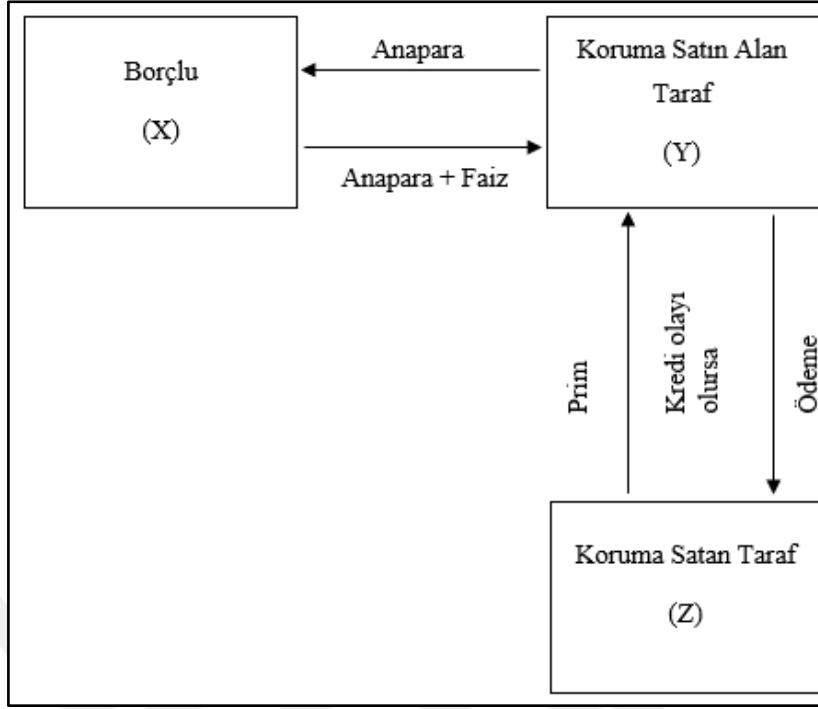 Borçlu
(X)
Anapara
Anapara + Faiz
Koruma Satın Alan
Taraf
(Y)
Prim
Kredi olayı
olursa
Ödeme
Koruma Satan Taraf
(Z)